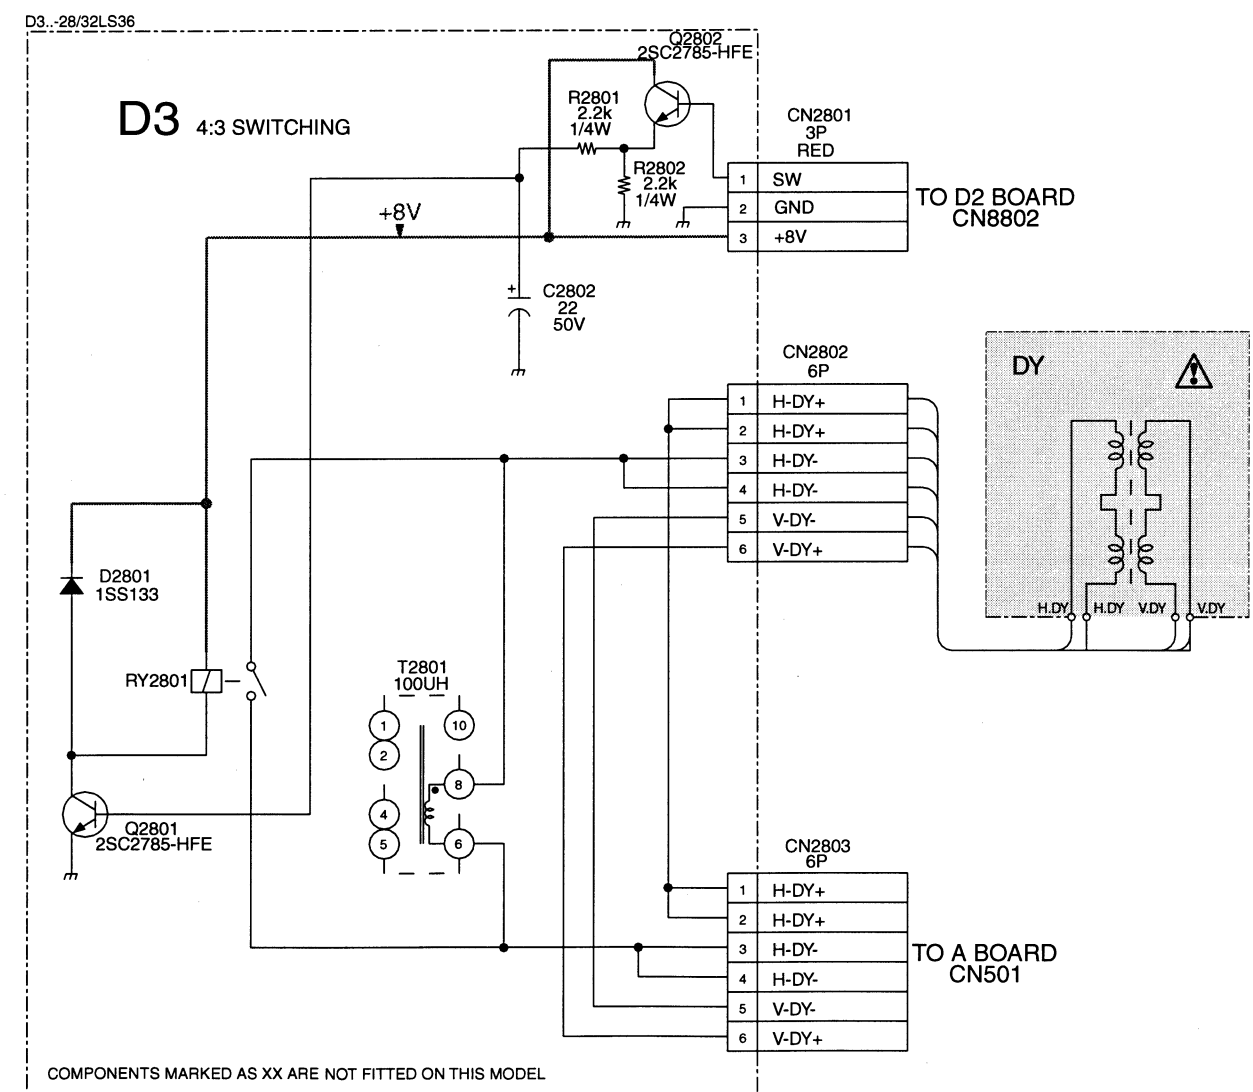 D3..-28/32LS36
Q2802
2SC2785-HFE
D3 4:3 SWITCHING
R2801
2.2k
1/4W
CN2801
3P
RED
R2802
2.2k
1/4W
1 SW
2 GND
3 +8V
TO D2 BOARD
CN8802
+8V
+
C2802
22
50V
CN2802
6P
1 H-DY+
2 H-DY+
3 H-DY-
4 H-DY-
5 V-DY-
6 V-DY+
DY
!
H.DY H.DY V.DY V.DY
D2801
1SS133
RY2801
T2801
100UH
1
2
4
5
10
8
6
Q2801
2SC2785-HFE
CN2803
6P
1 H-DY+
2 H-DY+
3 H-DY-
4 H-DY-
5 V-DY-
6 V-DY+
TO A BOARD
CN501
COMPONENTS MARKED AS XX ARE NOT FITTED ON THIS MODEL